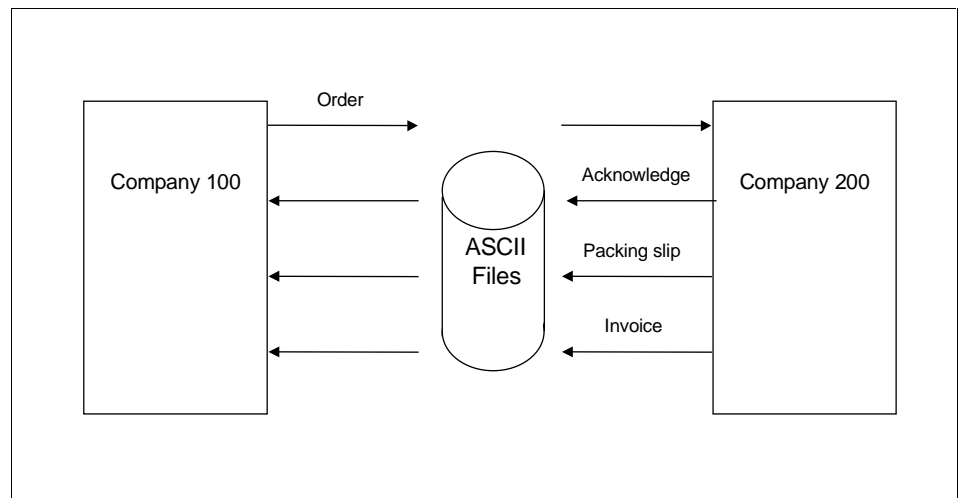 Order
Company 100
Acknowledge
Company 200
ASCII
Files
Packing slip
Invoice